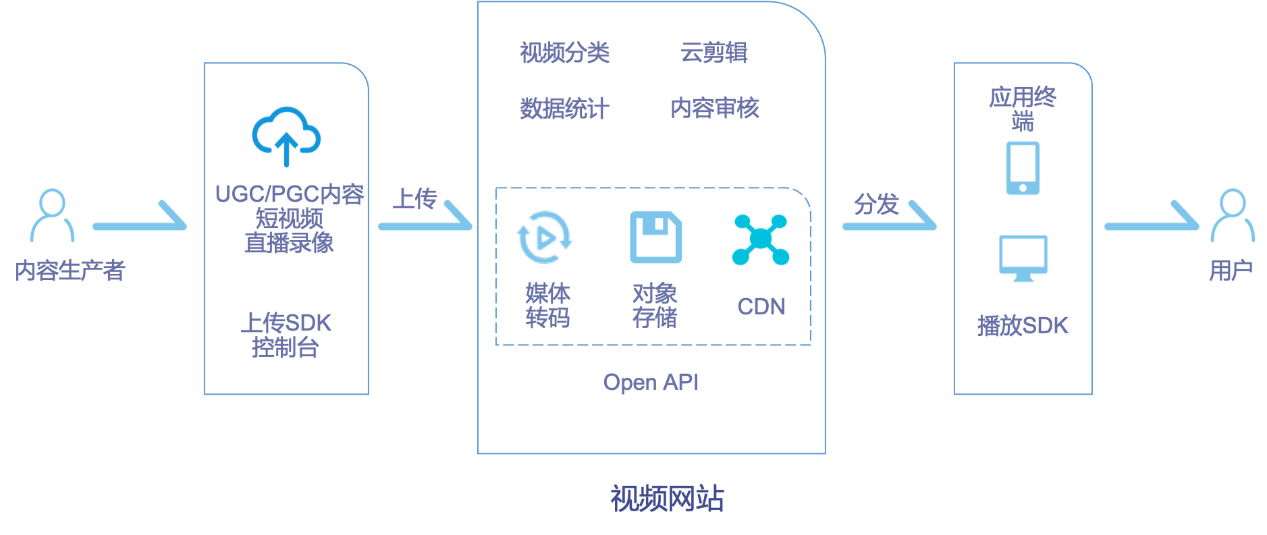 内容生产者
UGC/PGC内容
短视频
直播录像
上传SDK
控制台
上传
视频分类
云剪辑
数据统计
内容审核
媒体
转码
对象
存储
CDN
Open API
分发
应用终
端
播放SDK
用户
视频网站